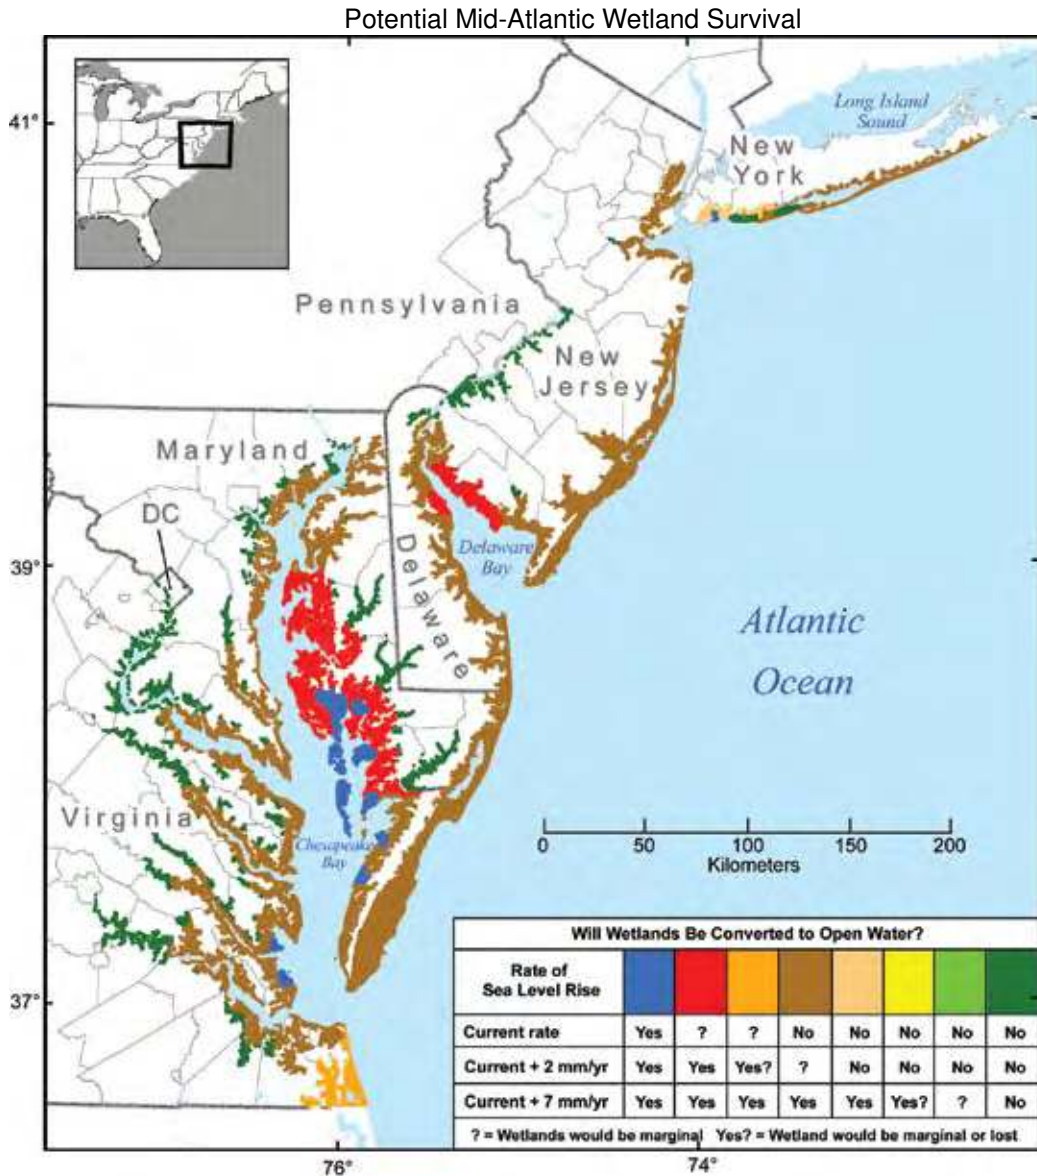 Potential Mid-Atlantic Wetland Survival
41°
Long Island
Sound
New
York
Pennsylvania
New
Jersey
Maryland
DC
39°
Delaware
Bay
Delaware
Atlantic
Ocean
Virginia
Chesapeake
Bay
0 50 100 150 200
Kilometers
37°
Will Wetlands Be Converted to Open Water?
Rate of
Sea Level Rise
Current rate Yes ? ? No No No No No
Current + 2 mm/yr Yes Yes Yes? ? No No No No
Current + 7 mm/yr Yes Yes Yes Yes Yes Yes? ? No
? = Wetlands would be marginal Yes? = Wetland would be marginal or lost
76° 74°